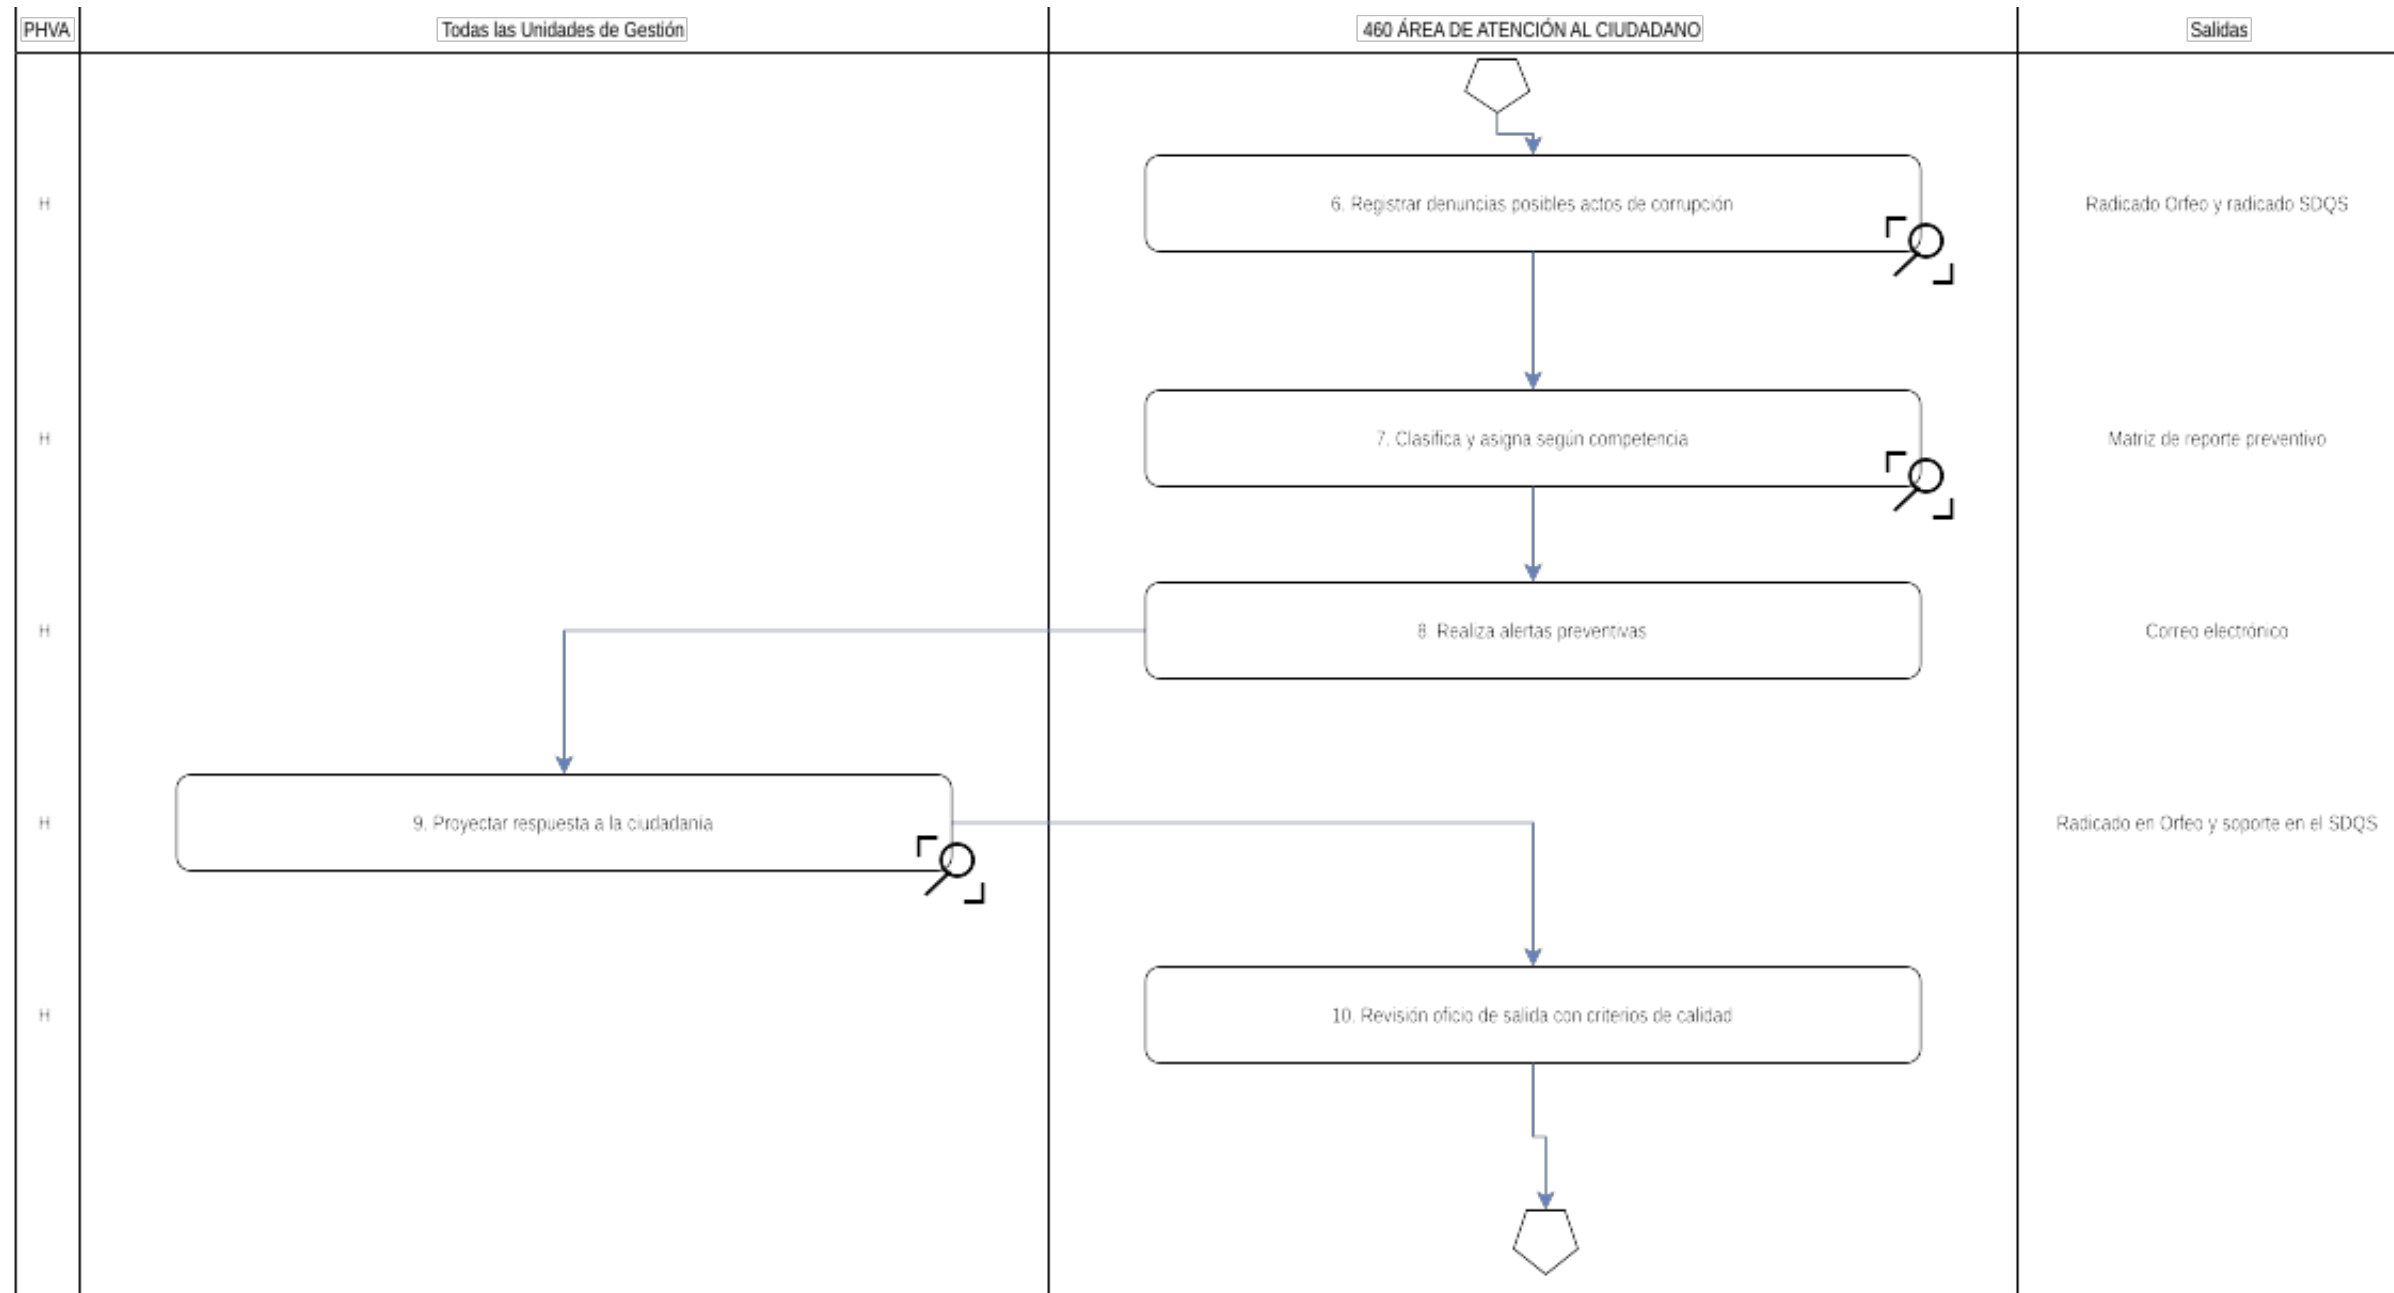 PHVA
Todas las Unidades de Gestión
460 ÁREA DE ATENCIÓN AL CIUDADANO
Salidas
H
6. Registrar denuncias posibles actos de corrupción
Radicado Orfeo y radicado SDQS
H
7. Clasifica y asigna según competencia
Matriz de reporte preventivo
H
8. Realiza alertas preventivas
Correo electrónico
H
9. Proyectar respuesta a la ciudadanía
Radicado en Orfeo y soporte en el SDQS
H
10. Revisión oficio de salida con criterios de calidad